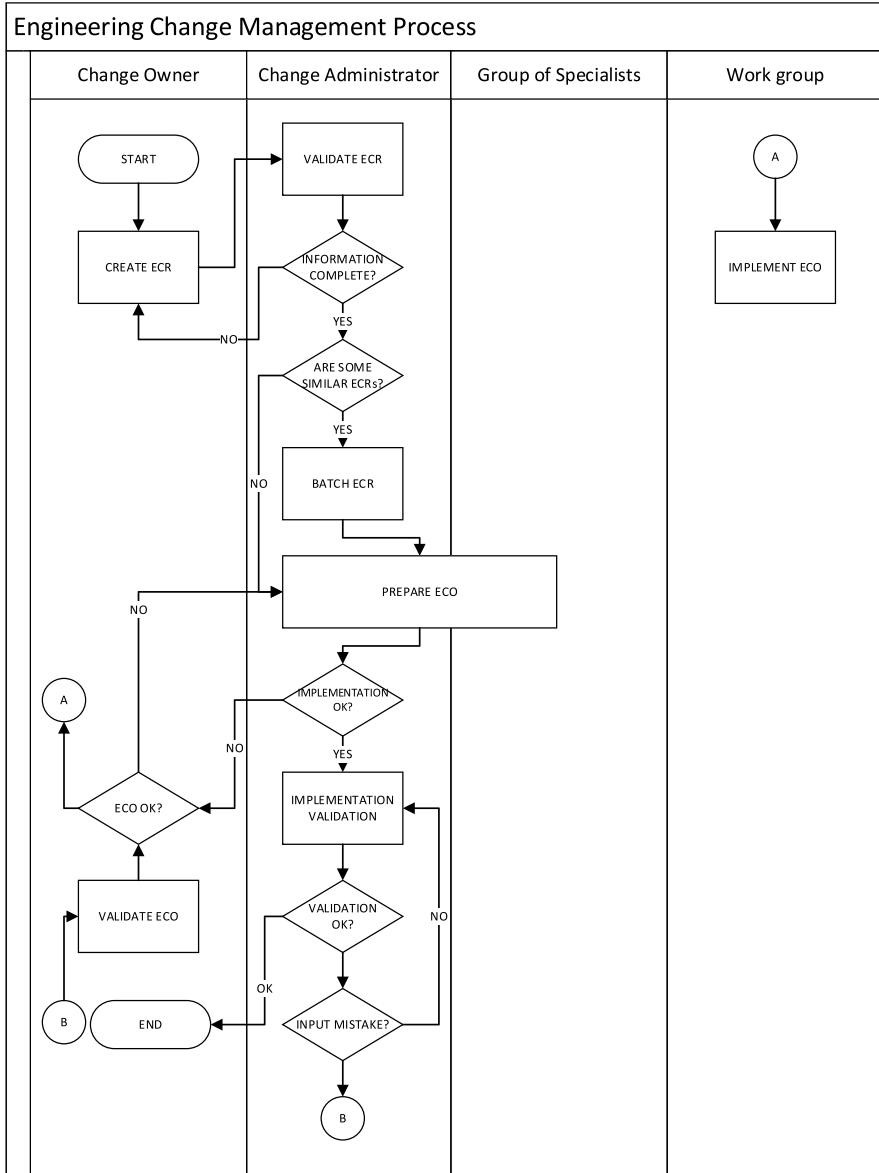 Engineering Change Management Process
Change Owner
Change Administrator
Group of Specialists
Work group
START
VALIDATE ECR
A
CREATE ECR
INFORMATION
COMPLETE?
IMPLEMENT ECO
NO
YES
ARE SOME
SIMILAR ECRs?
YES
NO
BATCH ECR
PREPARE ECO
NO
A
IMPLEMENTATION
OK?
NO
YES
ECO OK?
IMPLEMENTATION
VALIDATION
VALIDATE ECO
VALIDATION
OK?
NO
OK
B
END
INPUT MISTAKE?
B